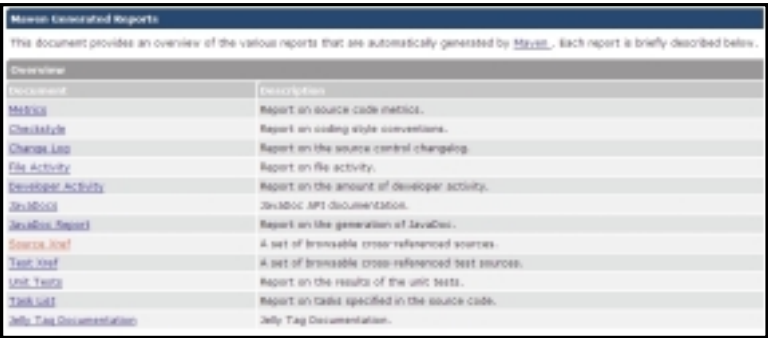 Maven Generated Reports
This document provides an overview of the various reports that are automatically generated by Maven . Each report is briefly described below.
Overview
Document Description
Metrics Report on source code metrics.
Checkstyle Report on coding style conventions.
Change Log Report on the source control changelog.
File Activity Report on file activity.
Developer Activity Report on the amount of developer activity.
JavaDocs JavaDoc API documentation.
JavaDoc Report Report on the generation of JavaDoc.
Source Xref A set of browsable cross-referenced sources.
Test Xref A set of browsable cross-referenced test sources.
Unit Tests Report on the results of the unit tests.
Task List Report on tasks specified in the source code.
Jelly Tag Documentation Jelly Tag Documentation.